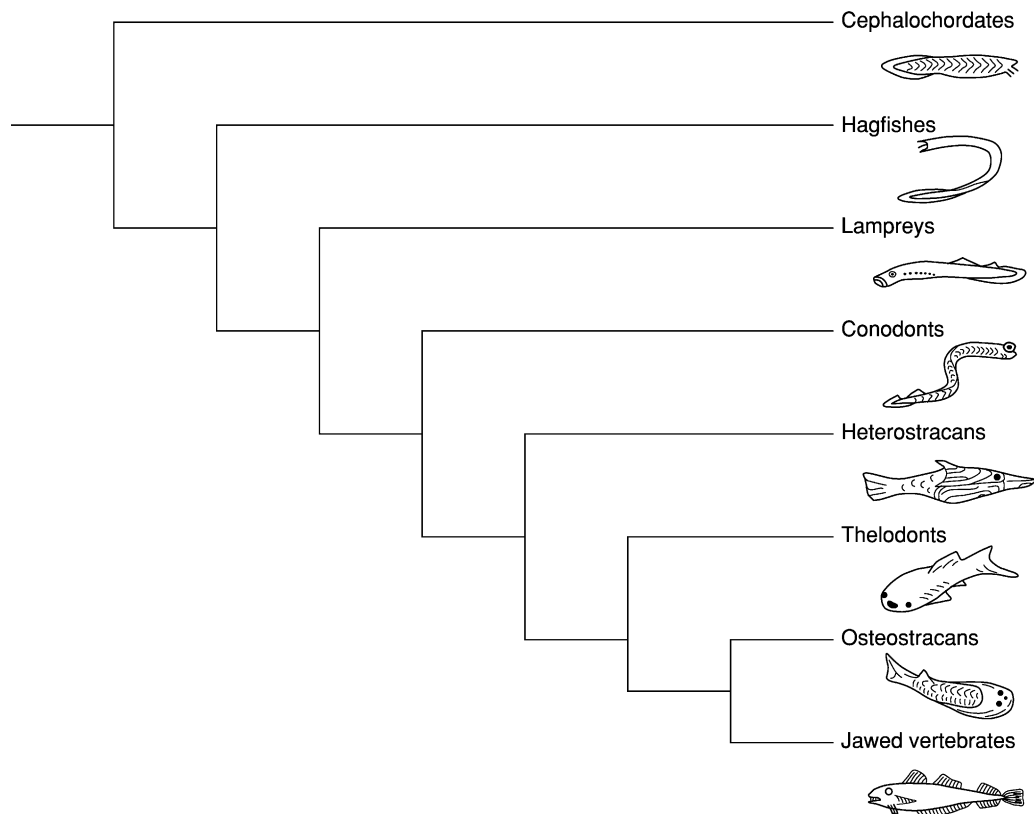 Cephalochordates
Hagfishes
Lampreys
Conodonts
Heterostracans
Thelodonts
Osteostracans
Jawed vertebrates